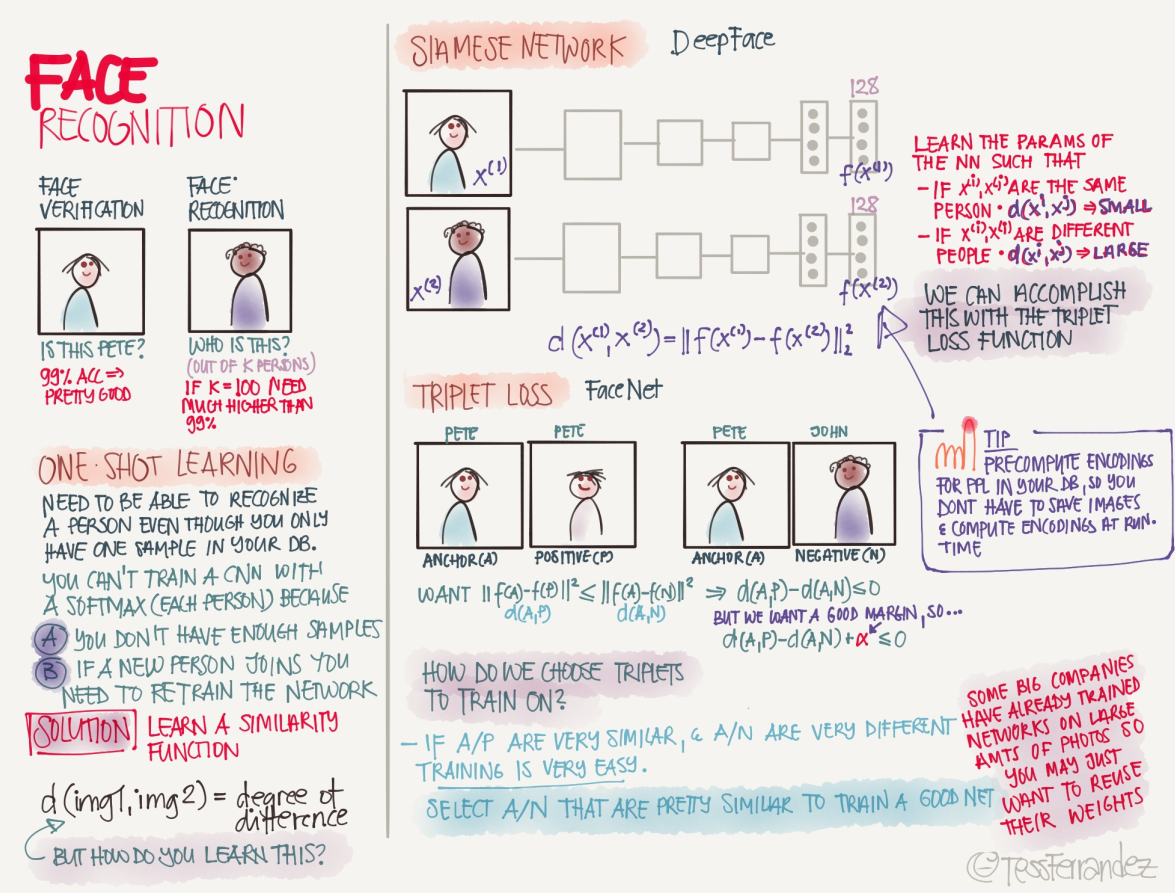 FACE
RECOGNITION
FACE
VERIFICATION
IS THIS PETE?
99% ACC ⇒
PRETTY GOOD
FACE
RECOGNITION
WHO IS THIS?
(OUT OF K PERSONS)
IF K=100 NEED
MUCH HIGHER THAN
99%
ONE-SHOT LEARNING
NEED TO BE ABLE TO RECOGNIZE
A PERSON EVEN THOUGH YOU ONLY
HAVE ONE SAMPLE IN YOUR DB.
YOU CAN'T TRAIN A CNN WITH
A SOFTMAX (EACH PERSON) BECAUSE
A YOU DON'T HAVE ENOUGH SAMPLES
B IF A NEW PERSON JOINS YOU
NEED TO RETRAIN THE NETWORK
SOLUTION LEARN A SIMILARITY
FUNCTION
d(img1, img2) = degree of
difference
BUT HOW DO YOU LEARN THIS?
SIAMESE NETWORK DeepFace
X(1)
128
f(X(1))
X(2)
128
f(X(2))
d(X(1), X(2)) = ||f(X(1)) - f(X(2))||²₂
LEARN THE PARAMS OF
THE NN SUCH THAT
- IF X(i), X(j) ARE THE SAME
PERSON · d(Xi, Xj) ⇒ SMALL
- IF X(i), X(j) ARE DIFFERENT
PEOPLE · d(Xi, Xj) ⇒ LARGE
WE CAN ACCOMPLISH
THIS WITH THE TRIPLET
LOSS FUNCTION
TIP
PRECOMPUTE ENCODINGS
FOR PPL IN YOUR DB, SO YOU
DONT HAVE TO SAVE IMAGES
& COMPUTE ENCODINGS AT RUN-
TIME
TRIPLET LOSS FaceNet
PETE PETE PETE JOHN
ANCHOR(A) POSITIVE(P) ANCHOR(A) NEGATIVE(N)
WANT ||f(A)-f(P)||² ≤ ||f(A)-f(N)||² ⇒ d(A,P)-d(A,N)≤0
d(A,P) d(A,N)
BUT WE WANT A GOOD MARGIN, SO...
d(A,P)-d(A,N)+α ≤0
HOW DO WE CHOOSE TRIPLETS
TO TRAIN ON?
- IF A/P ARE VERY SIMILAR, & A/N ARE VERY DIFFERENT
TRAINING IS VERY EASY.
SELECT A/N THAT ARE PRETTY SIMILAR TO TRAIN A GOOD NET
SOME BIG COMPANIES
HAVE ALREADY TRAINED
NETWORKS ON LARGE
AMTS OF PHOTOS SO
YOU MAY JUST
WANT TO REUSE
THEIR WEIGHTS
© TessFerrandez